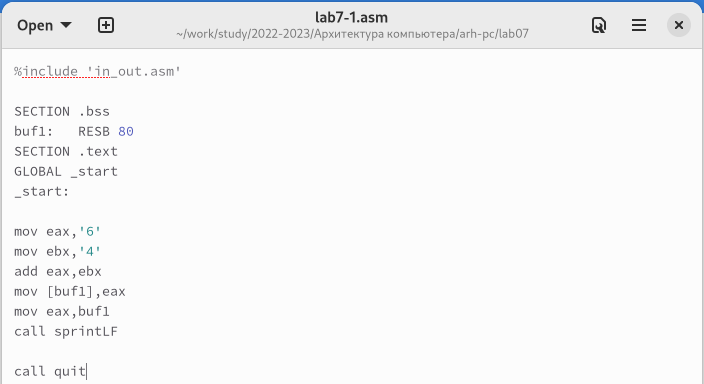 Open
lab7-1.asm
~/work/study/2022-2023/Архитектура компьютера/arh-pc/lab07
%include 'in_out.asm'
SECTION .bss
buf1:   RESB 80
SECTION .text
GLOBAL _start
_start:
mov eax,'6'
mov ebx,'4'
add eax,ebx
mov [buf1],eax
mov eax,buf1
call sprintLF
call quit